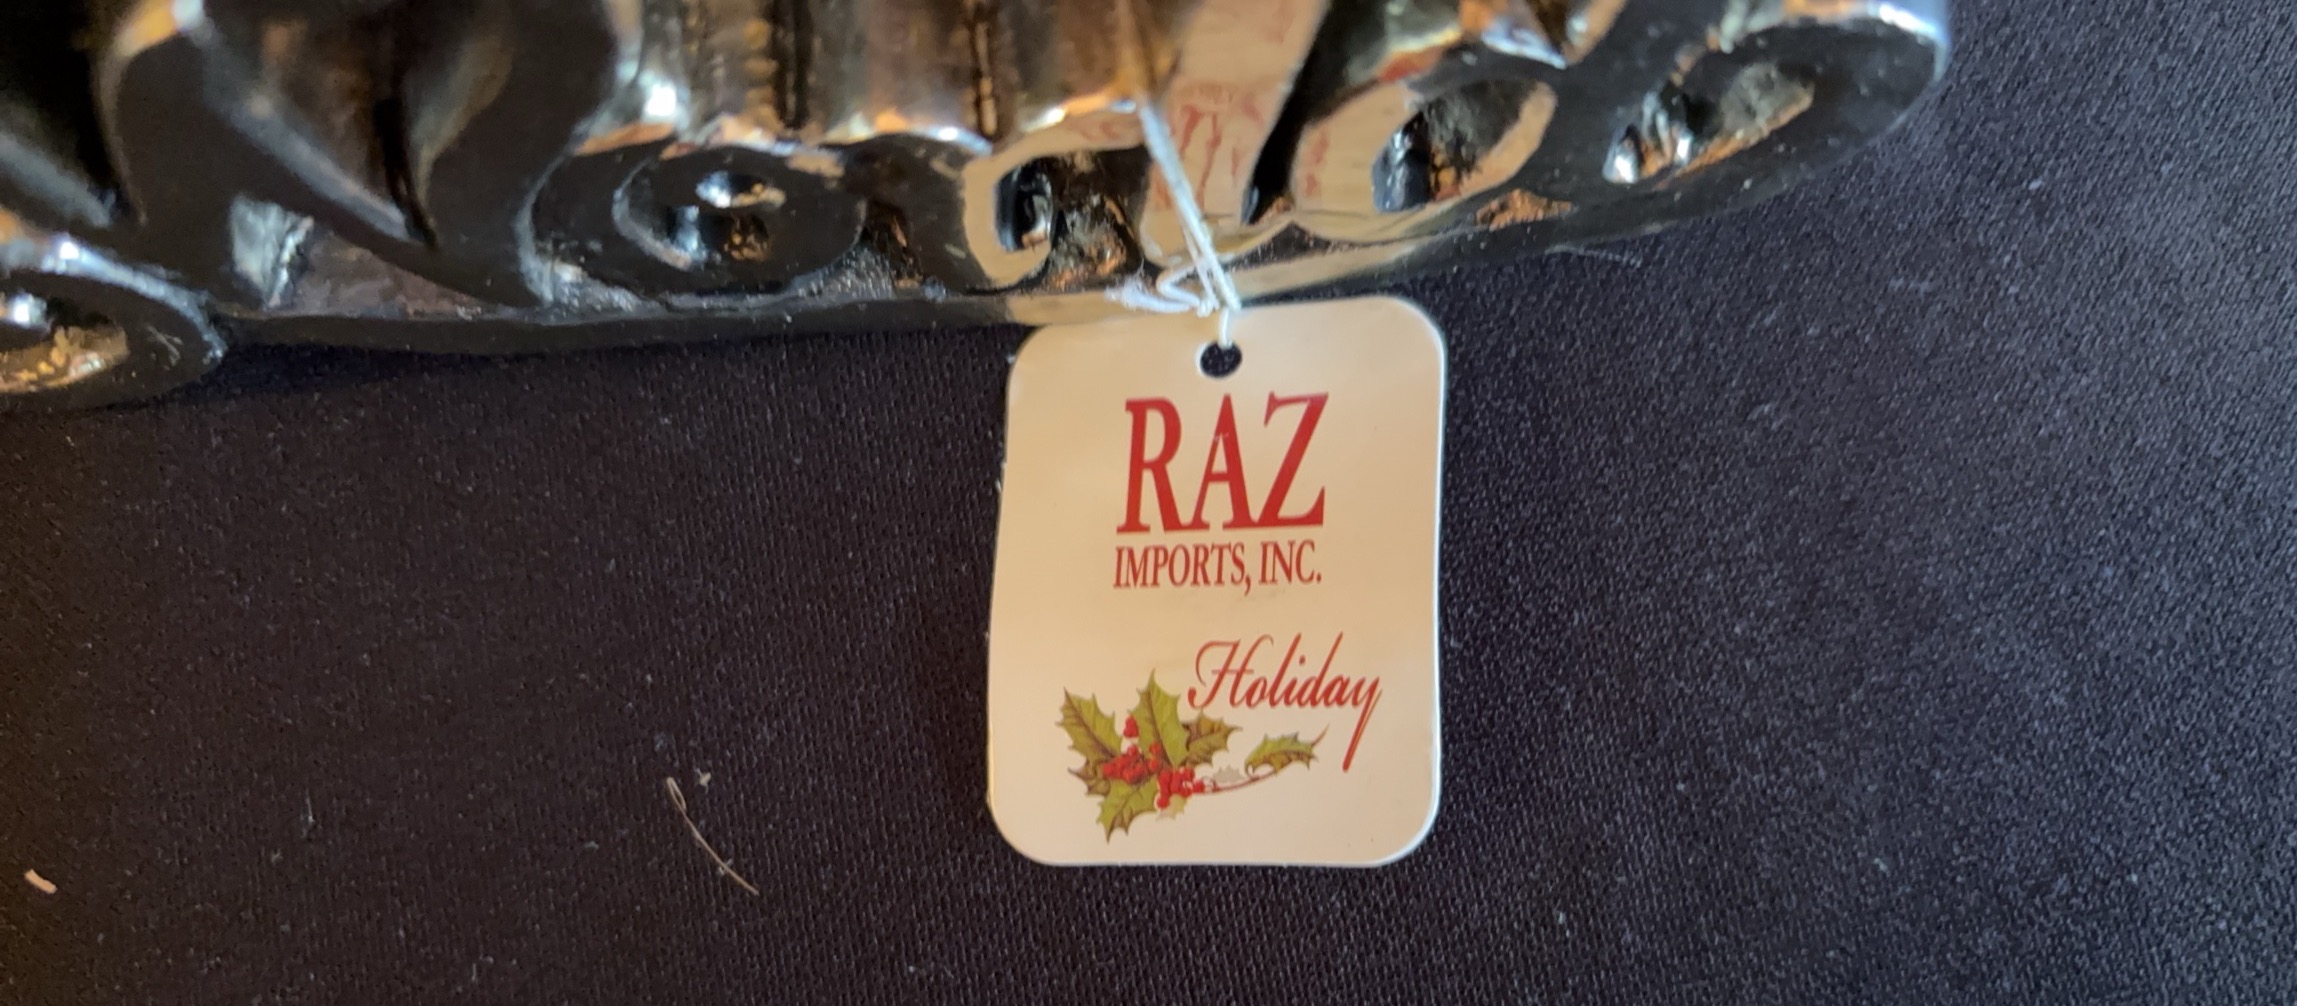 RAZ
IMPORTS, INC.
Holiday